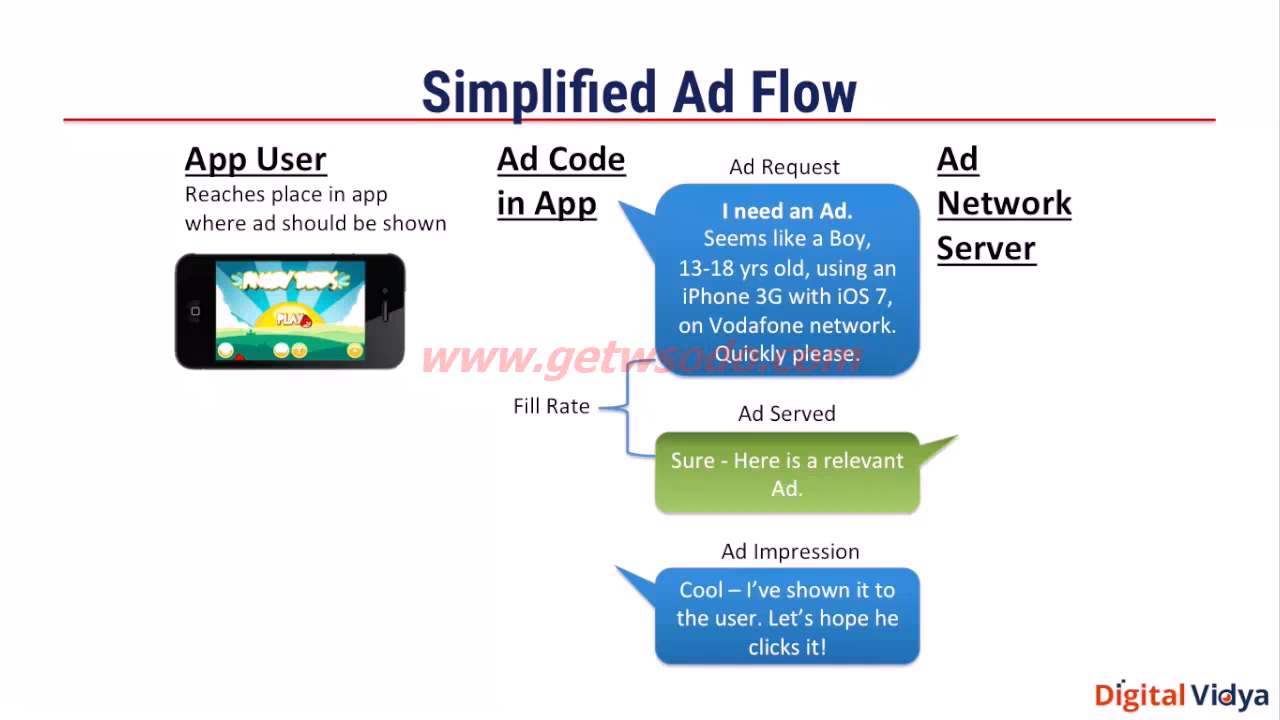 Simplified Ad Flow
App User
Reaches place in app
where ad should be shown
ANGRY BIRDS
PLAY
Ad Code
in App
Ad Request
I need an Ad.
Seems like a Boy,
13-18 yrs old, using an
iPhone 3G with iOS 7,
on Vodafone network.
Quickly please.
Ad
Network
Server
www.getwsodo.com
Fill Rate
Ad Served
Sure - Here is a relevant
Ad.
Ad Impression
Cool – I’ve shown it to
the user. Let’s hope he
clicks it!
Digital Vidya